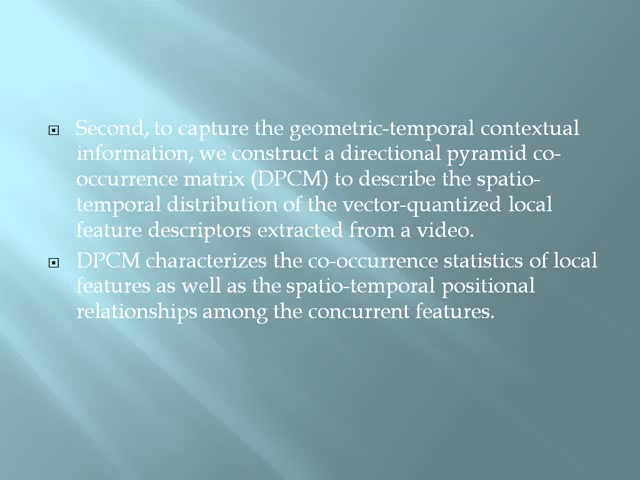 Second, to capture the geometric-temporal contextual
information, we construct a directional pyramid co-
occurrence matrix (DPCM) to describe the spatio-
temporal distribution of the vector-quantized local
feature descriptors extracted from a video.
DPCM characterizes the co-occurrence statistics of local
features as well as the spatio-temporal positional
relationships among the concurrent features.